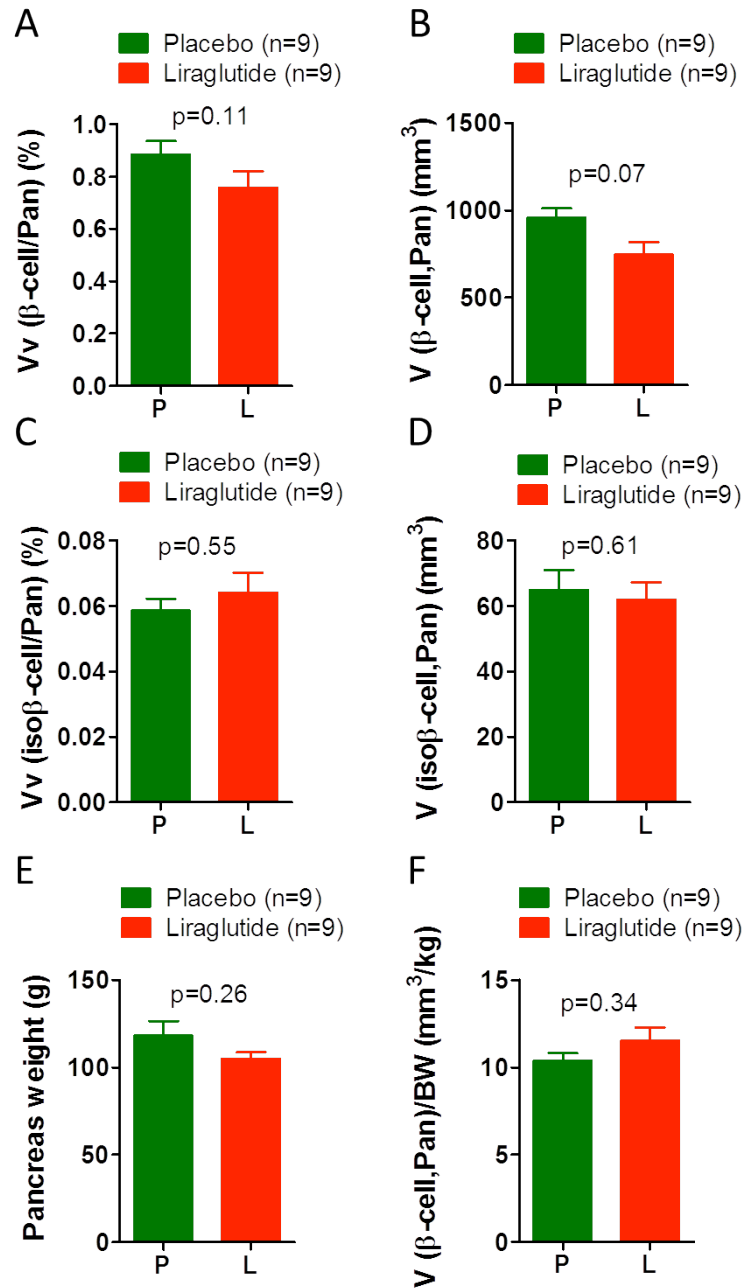 A
Placebo (n=9)
Liraglutide (n=9)
p=0.11
Vv (β-cell/Pan) (%)
1.0
0.8
0.6
0.4
0.2
0.0
P L
B
Placebo (n=9)
Liraglutide (n=9)
p=0.07
V (β-cell,Pan) (mm³)
1500
1000
500
0
P L
C
Placebo (n=9)
Liraglutide (n=9)
p=0.55
Vv (isoβ-cell/Pan) (%)
0.08
0.06
0.04
0.02
0.00
P L
D
Placebo (n=9)
Liraglutide (n=9)
p=0.61
V (isoβ-cell,Pan) (mm³)
80
60
40
20
0
P L
E
Placebo (n=9)
Liraglutide (n=9)
p=0.26
Pancreas weight (g)
150
100
50
0
P L
F
Placebo (n=9)
Liraglutide (n=9)
p=0.34
V (β-cell,Pan)/BW (mm³/kg)
15
10
5
0
P L